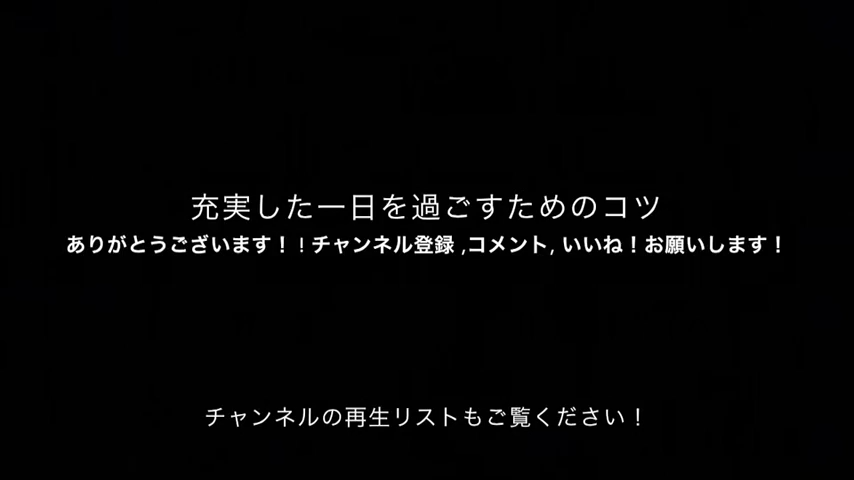 充実した一日を過ごすためのコツ
ありがとうございます！！チャンネル登録 ,コメント, いいね！お願いします！
チャンネルの再生リストもご覧ください！